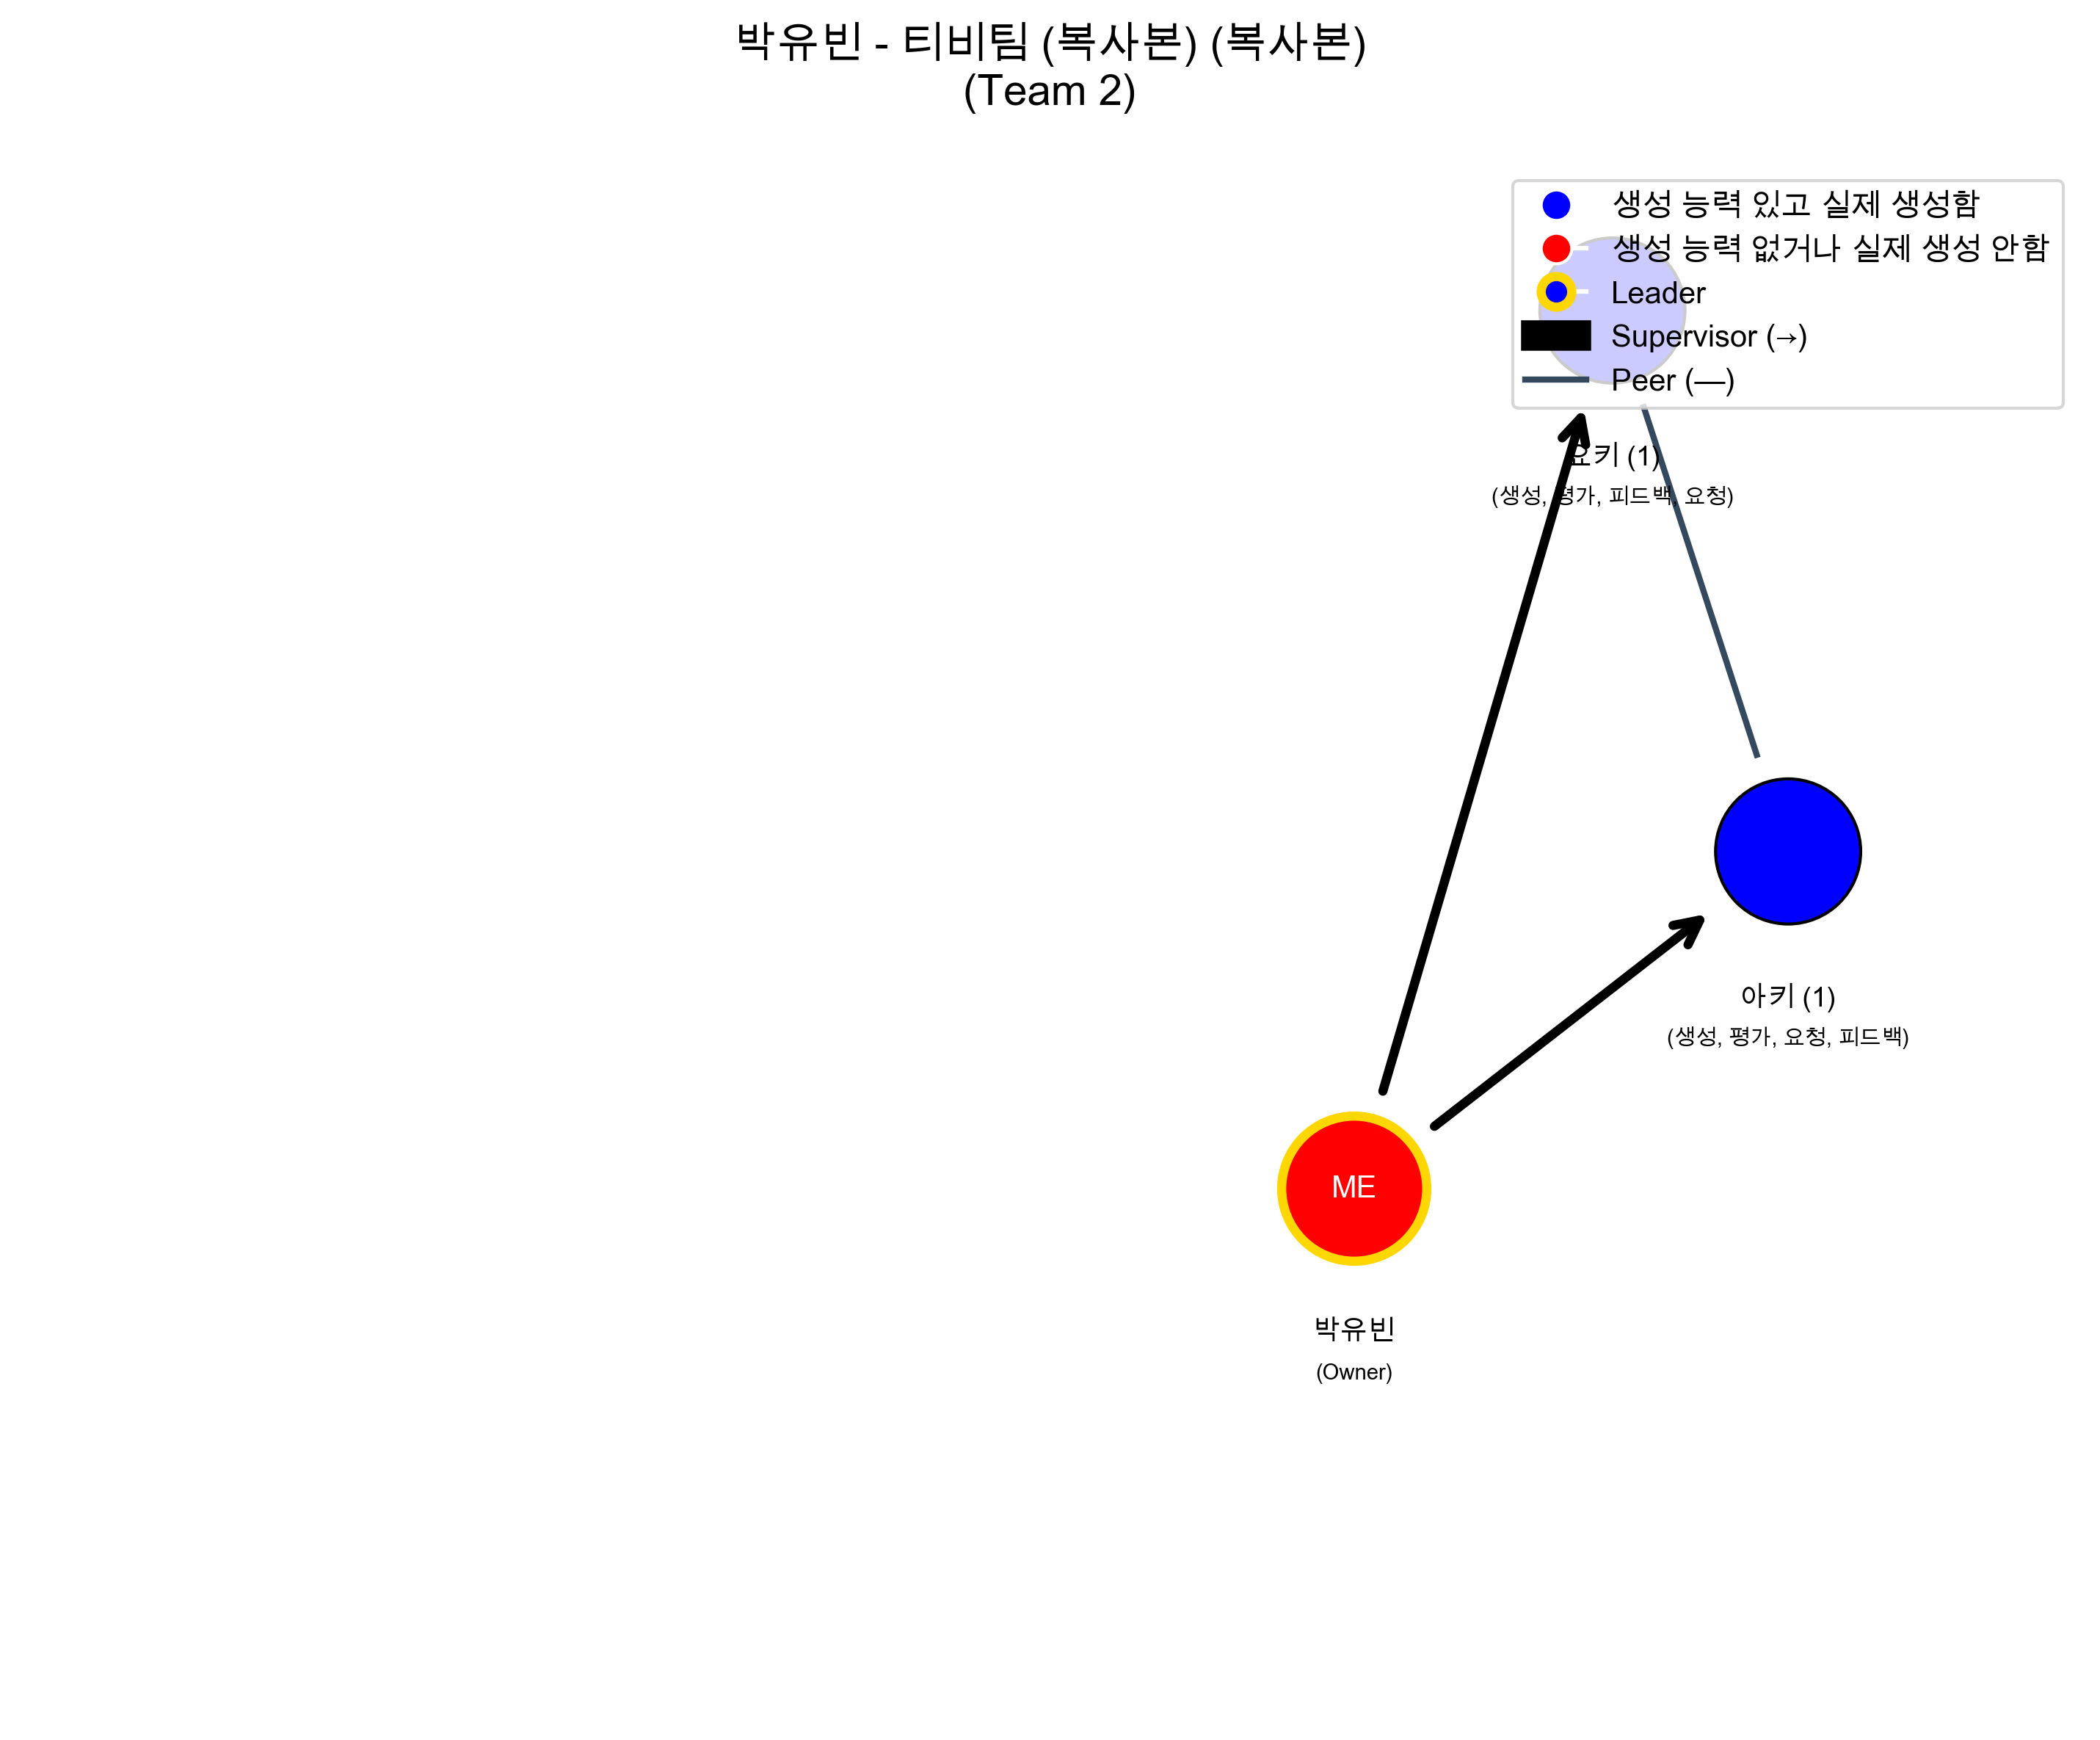 박유빈 - 티비팀 (복사본) (복사본)
(Team 2)
생성 능력 있고 실제 생성함
생성 능력 없거나 실제 생성 안함
Leader
Supervisor (→)
Peer (—)
요키 (1)
(생성, 평가, 피드백, 요청)
아키 (1)
(생성, 평가, 요청, 피드백)
ME
박유빈
(Owner)